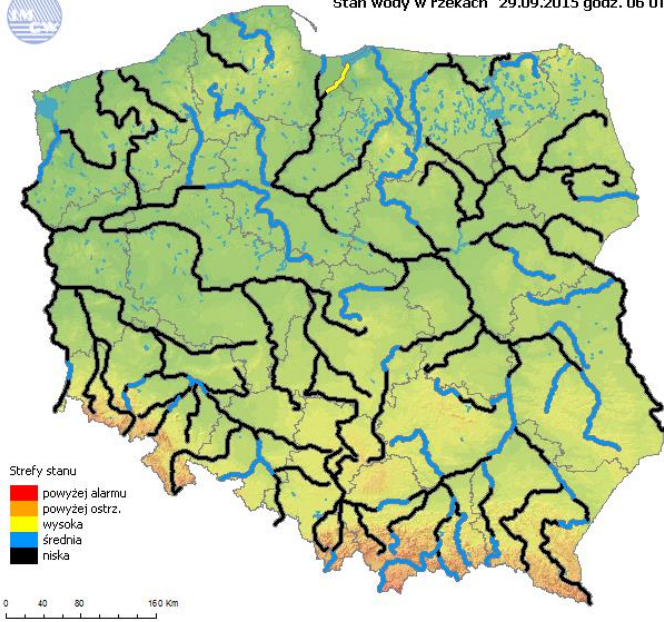 Stan wody w rzekach 29.09.2015 godz. 06 UT
Strefy stanu
powyżej alarmu
powyżej ostrz.
wysoka
średnia
niska
0 40 80 160 Km